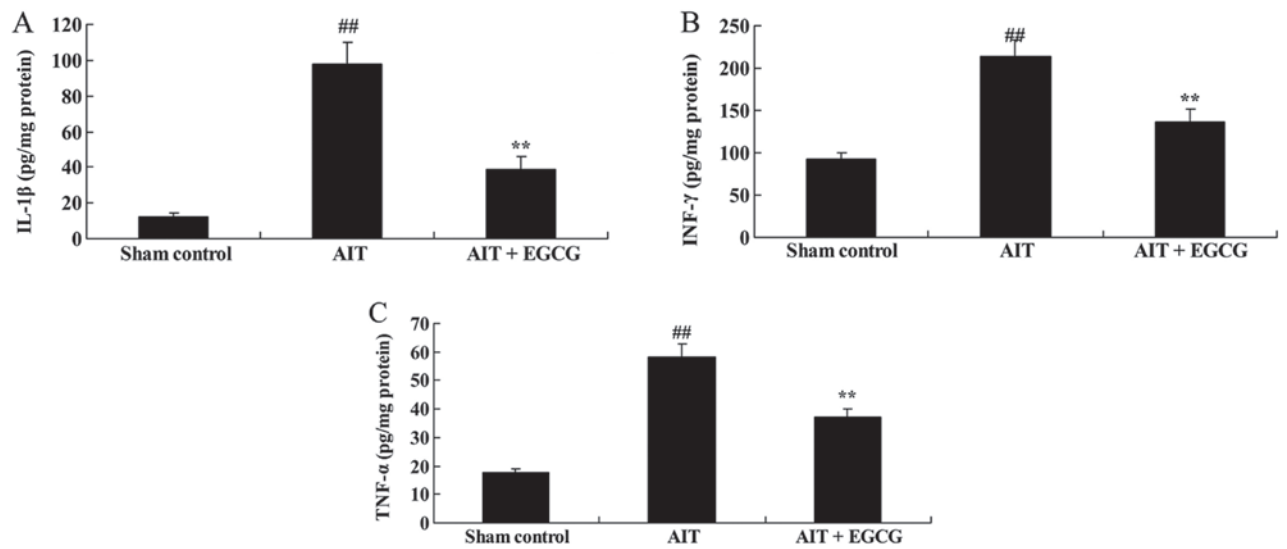 A
IL-1β (pg/mg protein)
120
100
80
60
40
20
0
##
**
Sham control
AIT
AIT + EGCG
B
INF-γ (pg/mg protein)
250
200
150
100
50
0
##
**
Sham control
AIT
AIT + EGCG
C
TNF-α (pg/mg protein)
70
60
50
40
30
20
10
0
##
**
Sham control
AIT
AIT + EGCG